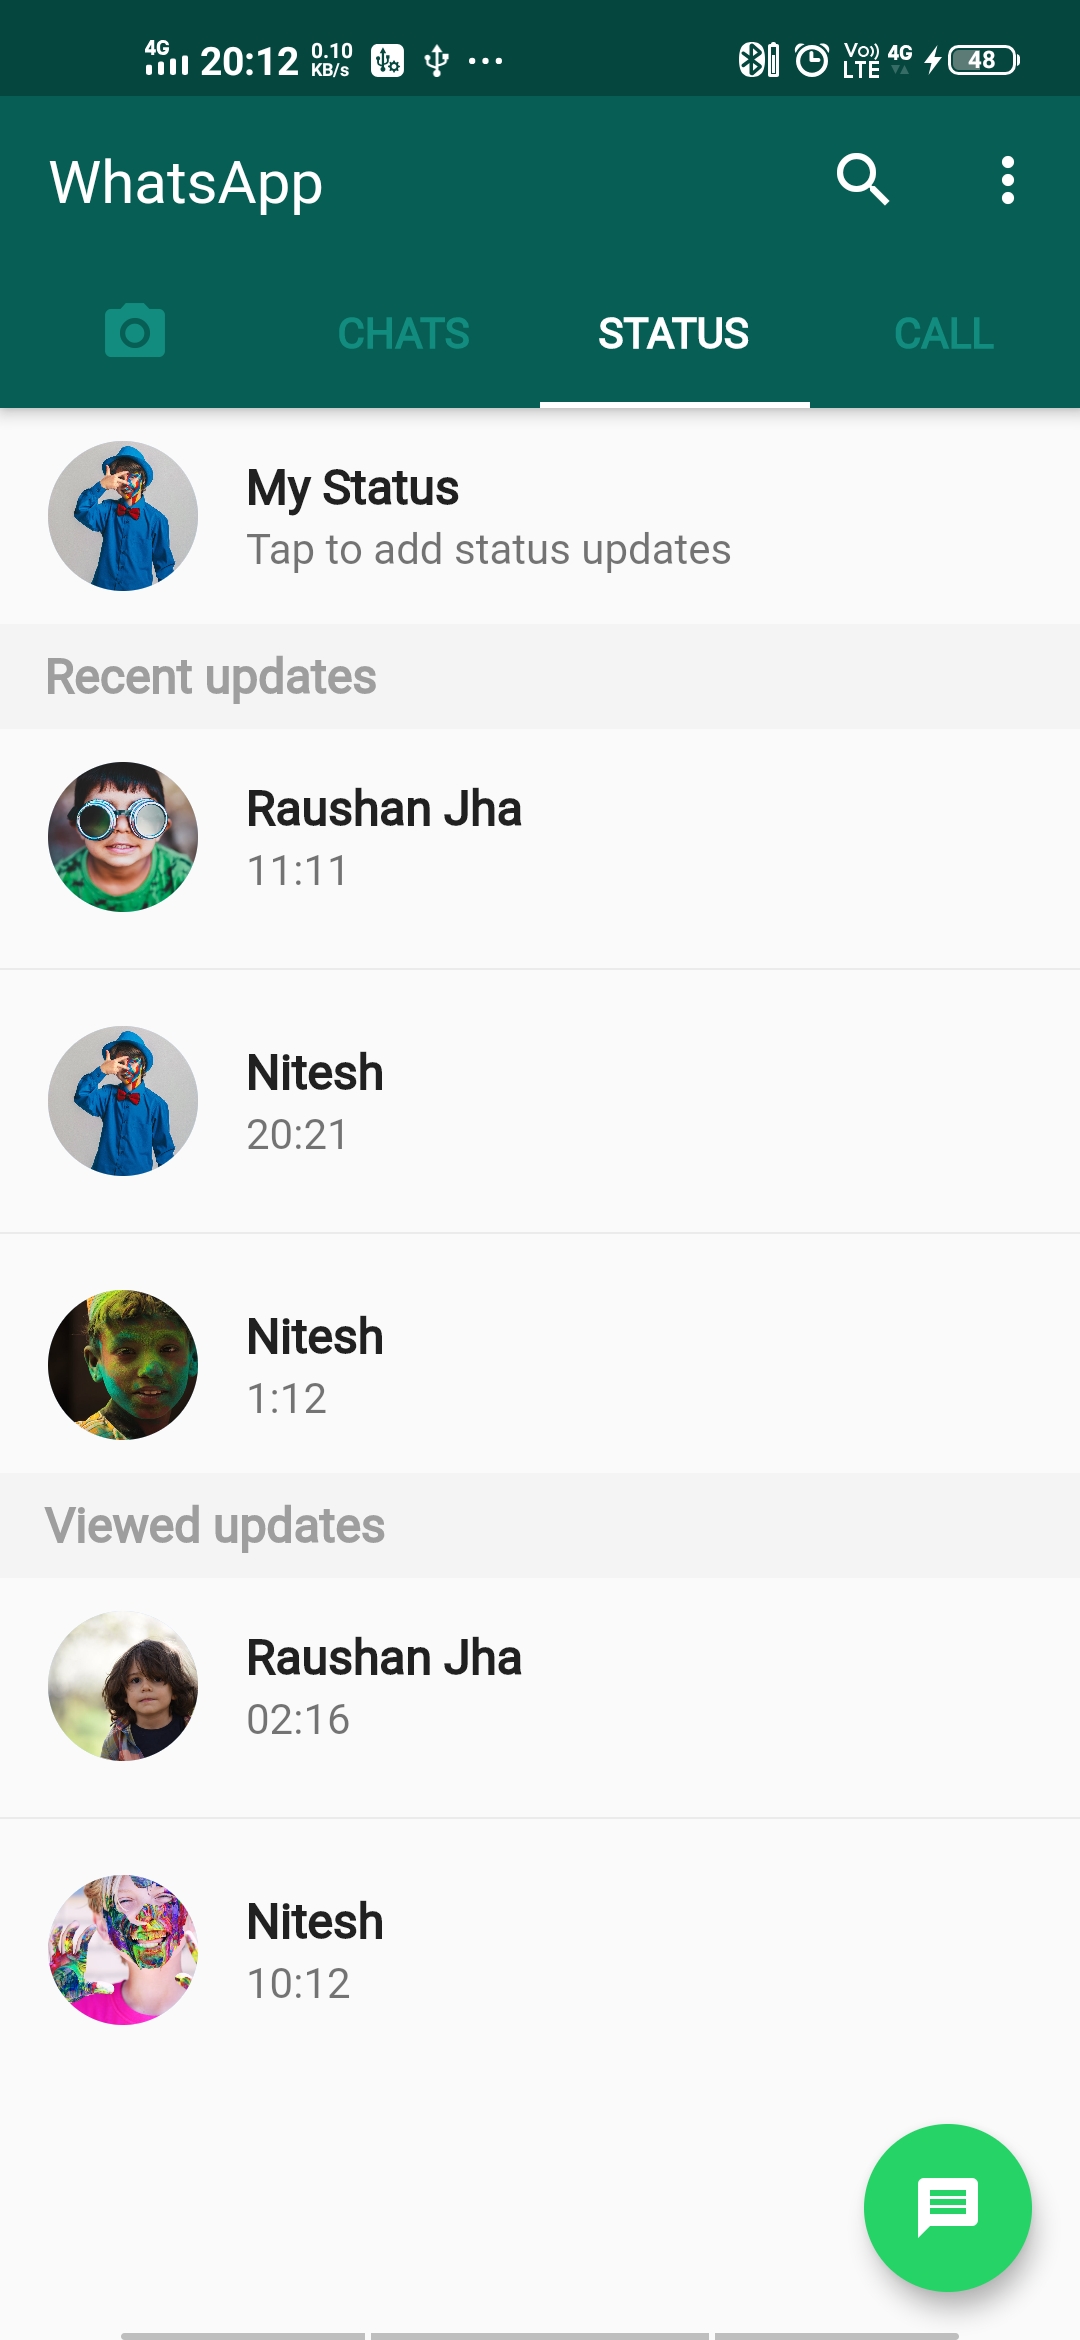 4G 20:12 0.10 KB/s ... Vo)) LTE 4G 48
WhatsApp
CHATS STATUS CALL
My Status
Tap to add status updates
Recent updates
Raushan Jha
11:11
Nitesh
20:21
Nitesh
1:12
Viewed updates
Raushan Jha
02:16
Nitesh
10:12